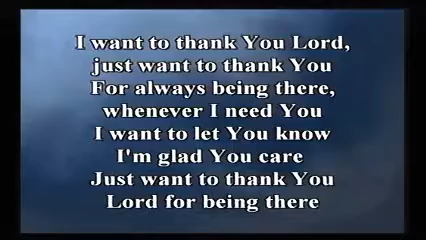 I want to thank You Lord,
just want to thank You
For always being there,
whenever I need You
I want to let You know
I'm glad You care
Just want to thank You
Lord for being there